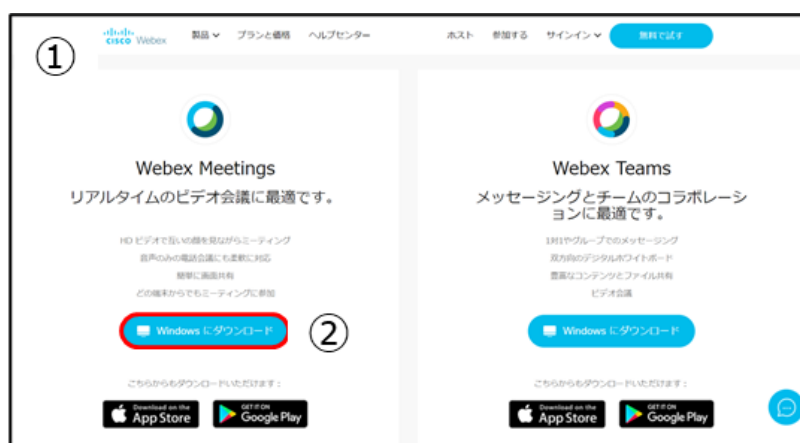 ①
CISCO Webex 製品 プランと価格 ヘルプセンター ホスト 参加する サインイン 無料で試す
Webex Meetings
リアルタイムのビデオ会議に最適です。
HD ビデオで互いの顔を見ながらミーティング
音声のみの電話会議にも柔軟に対応
簡単に画面共有
どの端末からでもミーティングに参加
Windows にダウンロード
②
こちらからもダウンロードいただけます：
Download on the
App Store
GET IT ON
Google Play
Webex Teams
メッセージングとチームのコラボレーシ
ョンに最適です。
1対1やグループでのメッセージング
双方向のデジタルホワイトボード
豊富なコンテンツとファイル共有
ビデオ会議
Windows にダウンロード
こちらからもダウンロードいただけます：
Download on the
App Store
GET IT ON
Google Play